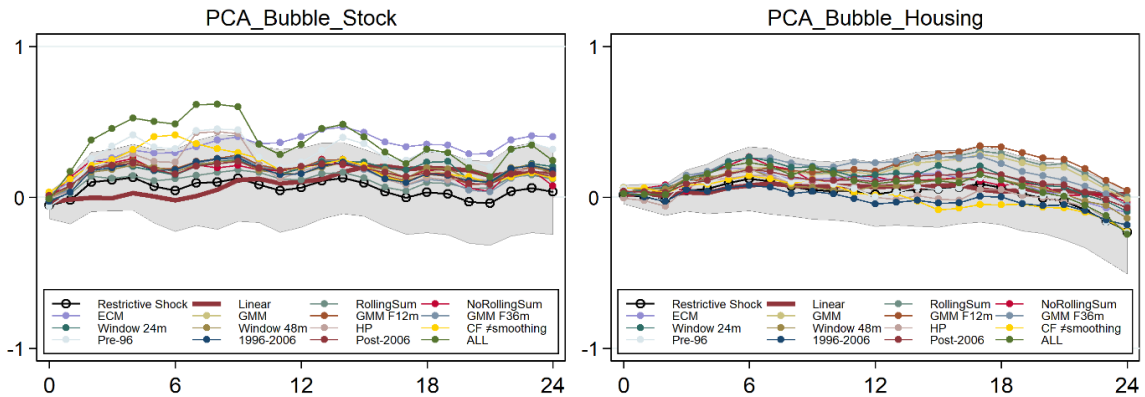 PCA_Bubble_Stock
1
0
-1
Restrictive Shock Linear RollingSum NoRollingSum
ECM GMM GMM F12m GMM F36m
Window 24m Window 48m HP CF ≠smoothing
Pre-96 1996-2006 Post-2006 ALL
0 6 12 18 24
PCA_Bubble_Housing
1
0
-1
Restrictive Shock Linear RollingSum NoRollingSum
ECM GMM GMM F12m GMM F36m
Window 24m Window 48m HP CF ≠smoothing
Pre-96 1996-2006 Post-2006 ALL
0 6 12 18 24